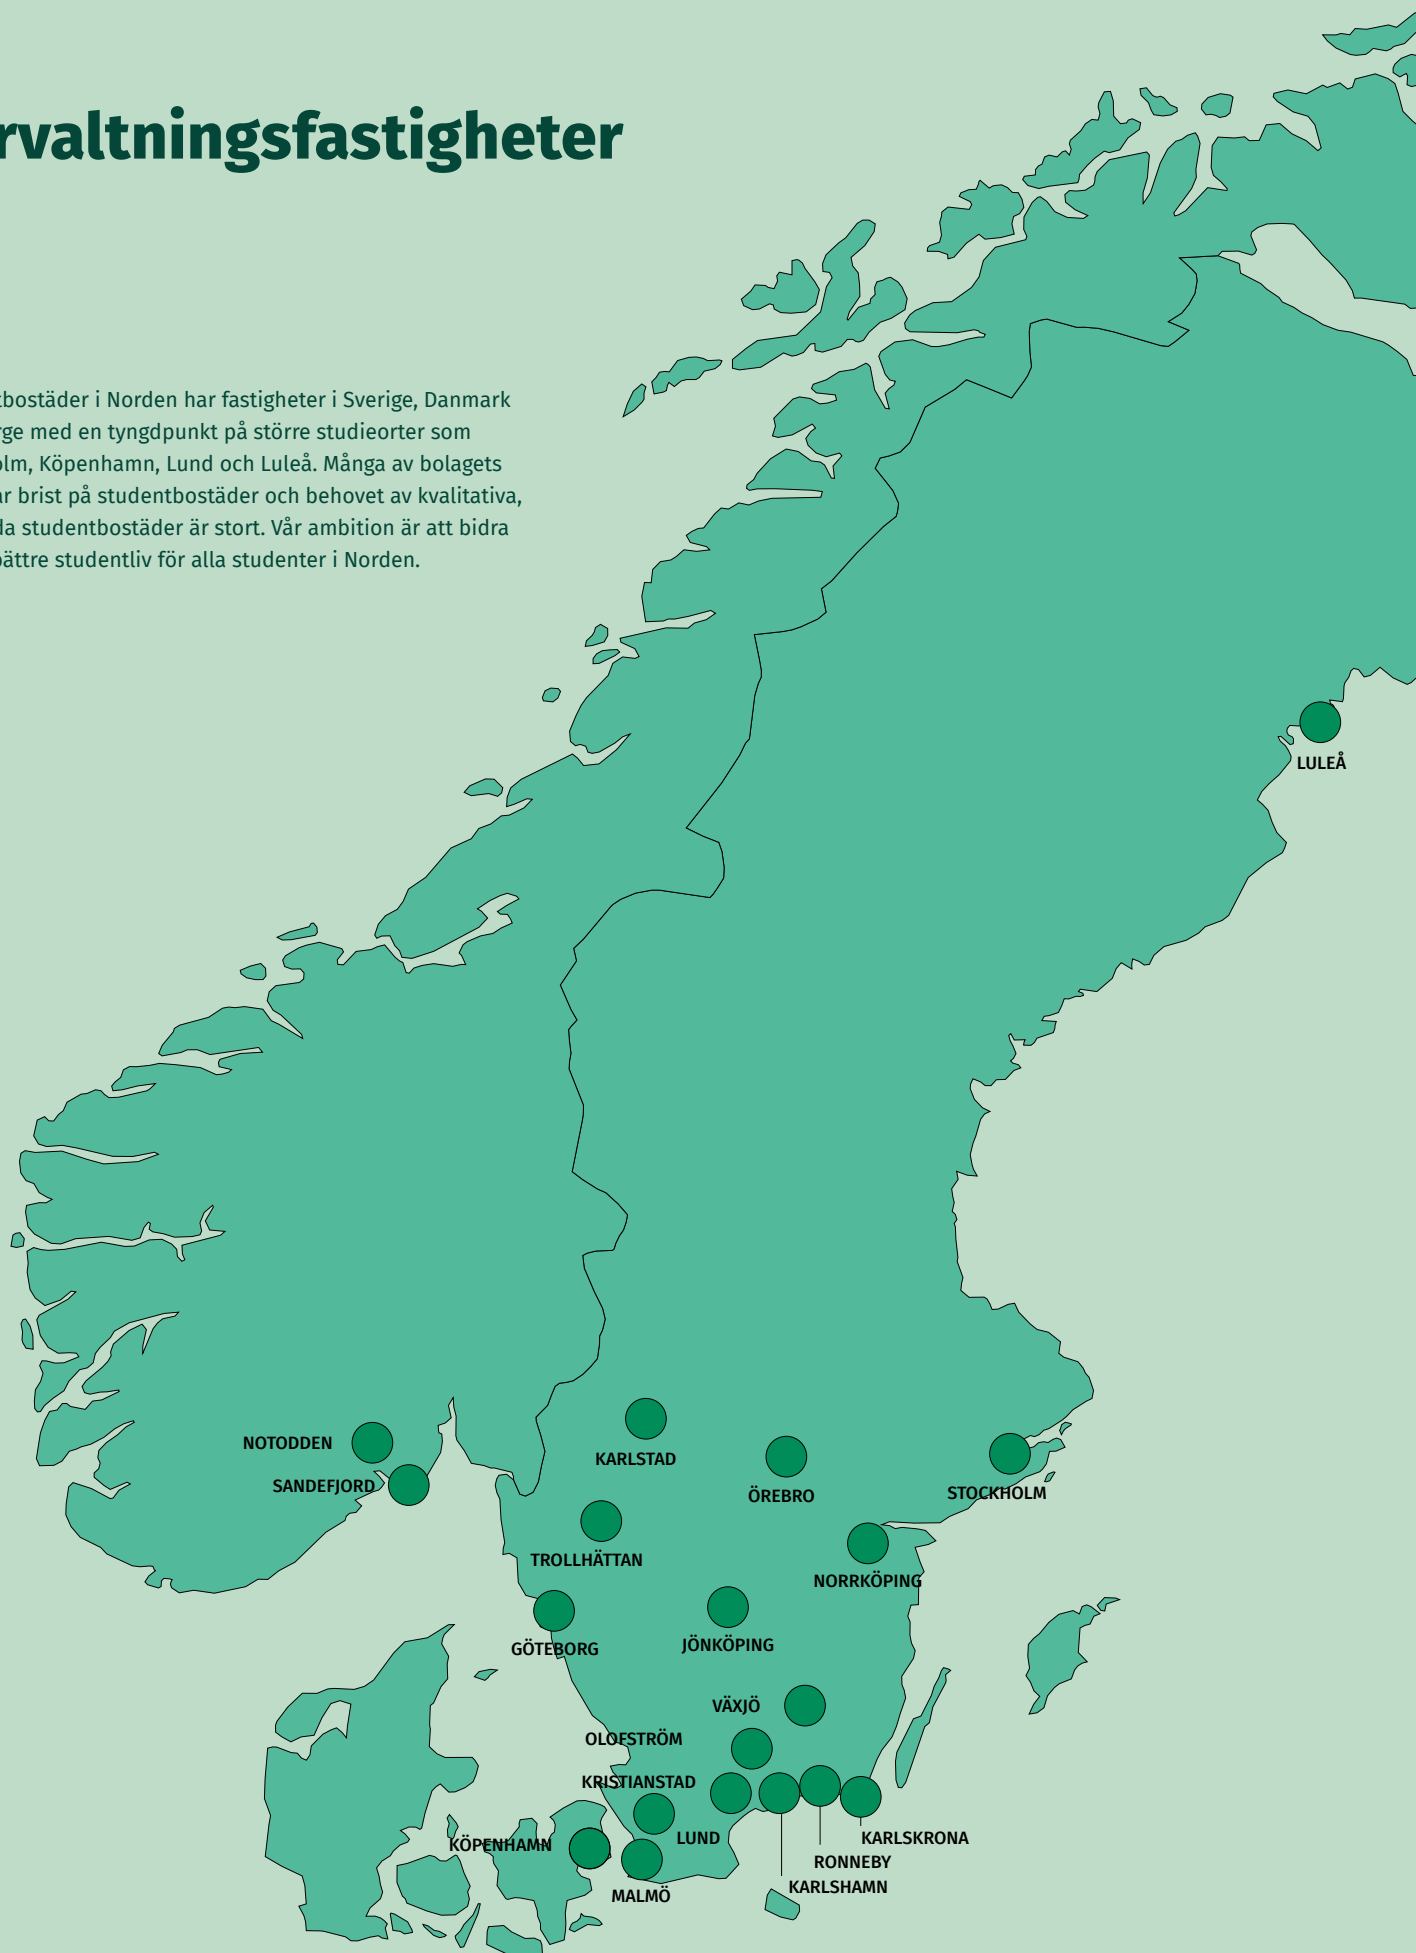 rvaltningsfastigheter
tbostäder i Norden har fastigheter i Sverige, Danmark
rge med en tyngdpunkt på större studieorter som
olm, Köpenhamn, Lund och Luleå. Många av bolagets
ar brist på studentbostäder och behovet av kvalitativa,
da studentbostäder är stort. Vår ambition är att bidra
bättre studentliv för alla studenter i Norden.
LULEÅ
NOTODDEN
KARLSTAD
SANDEFJORD
ÖREBRO
STOCKHOLM
TROLLHÄTTAN
NORRKÖPING
GÖTEBORG
JÖNKÖPING
VÄXJÖ
OLOFSTRÖM
KRISTIANSTAD
LUND
KARLSKRONA
KÖPENHAMN
RONNEBY
KARLSHAMN
MALMÖ